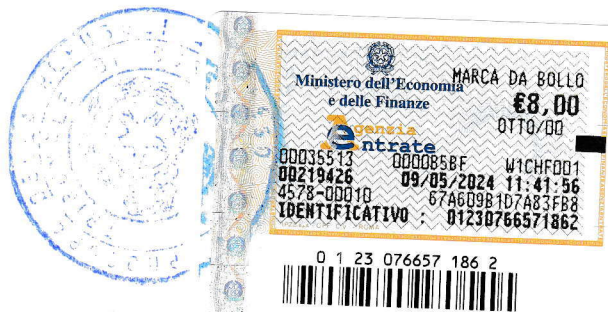 Ministero dell'Economia
e delle Finanze
MARCA DA BOLLO
€8,00
OTTO/00
Agenzia
Entrate
00035513 000085BF W1CHF001
00219426 09/05/2024 11:41:56
4578-00010 67A6D9B1D7A83FB8
IDENTIFICATIVO : 01230766571862
0 1 23 076657 186 2